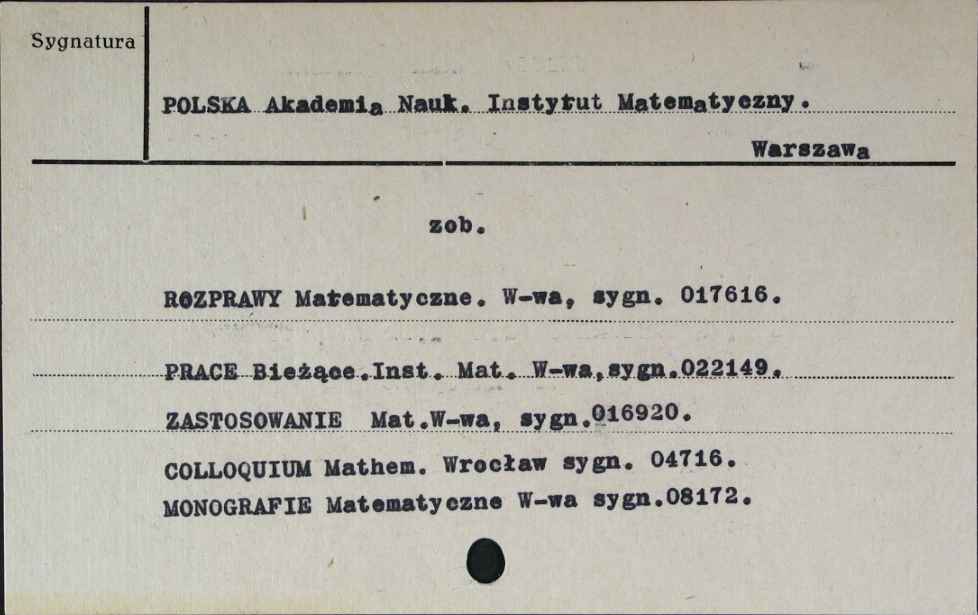 Sygnatura
POLSKA Akademia Nauk. Instytut Matematyczny.
Warszawa
zob.
ROZPRAWY Matematyczne. W-wa, sygn. 017616.
PRACE Bieżące.Inst. Mat. W-wa,sygn.022149.
ZASTOSOWANIE Mat.W-wa, sygn.016920.
COLLOQUIUM Mathem. Wrocław sygn. 04716.
MONOGRAFIE Matematyczne W-wa sygn.08172.